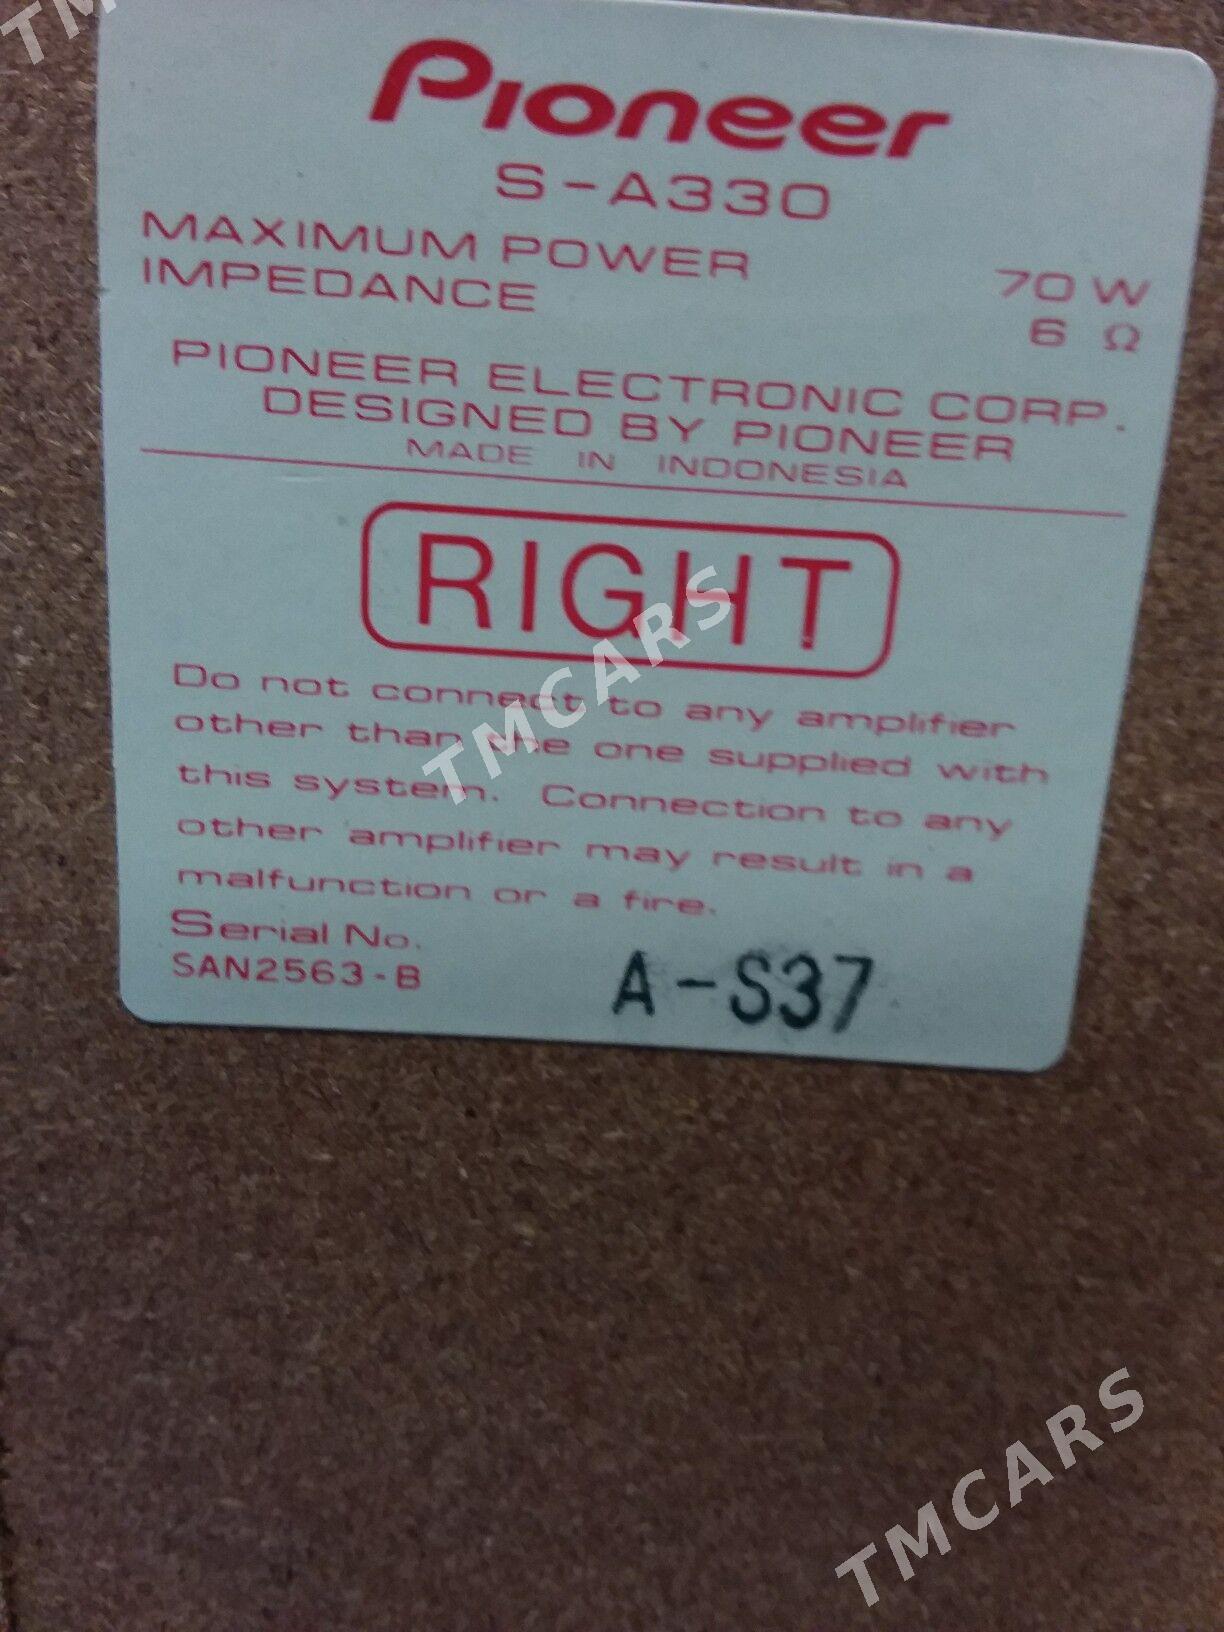 Pioneer
S-A330
MAXIMUM POWER 70 W
IMPEDANCE 6 Ω
PIONEER ELECTRONIC CORP.
DESIGNED BY PIONEER
MADE IN INDONESIA
RIGHT
Do not connect to any amplifier
other than the one supplied with
this system. Connection to any
other amplifier may result in a
malfunction or a fire.
Serial No.
SAN2563-B A-S37
TMCARS
TMCARS